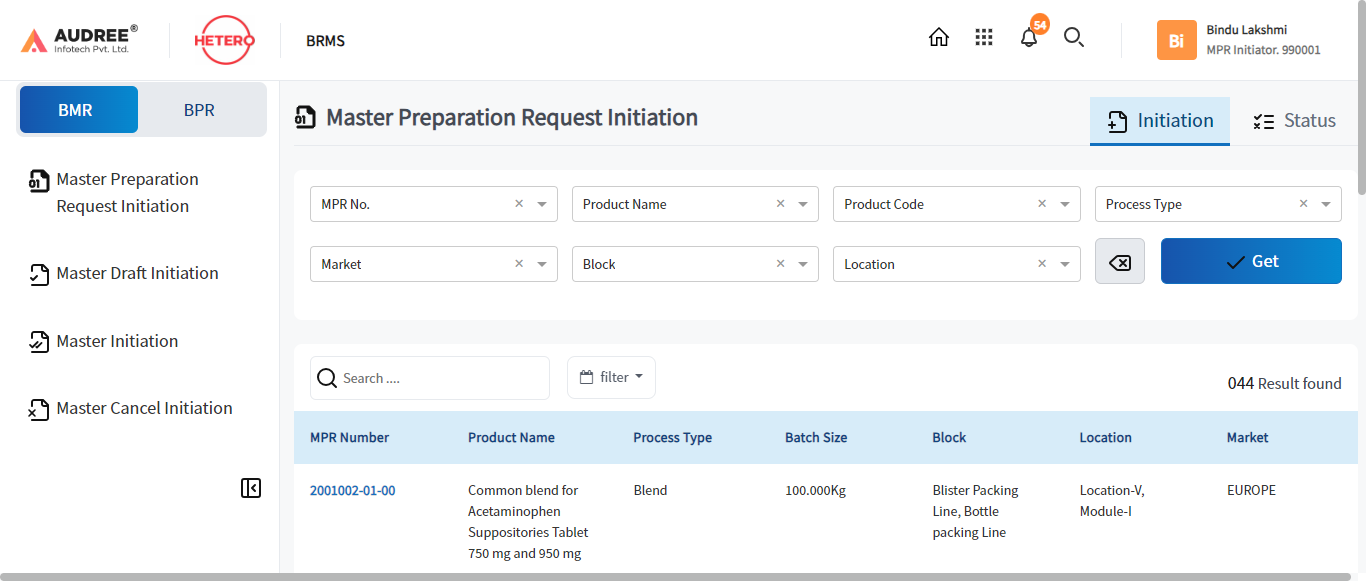 AUDREE®
Infotech Pvt. Ltd.
HETERO
BRMS
54
Bi
Bindu Lakshmi
MPR Initiator. 990001
BMR
BPR
Master Preparation
Request Initiation
Master Draft Initiation
Master Initiation
Master Cancel Initiation
01
Master Preparation Request Initiation
Initiation
Status
MPR No.
Product Name
Product Code
Process Type
Market
Block
Location
Get
Search ....
filter
044 Result found
MPR Number Product Name Process Type Batch Size Block Location Market
2001002-01-00
Common blend for
Acetaminophen
Suppositories Tablet
750 mg and 950 mg
Blend
100.000Kg
Blister Packing
Line, Bottle
packing Line
Location-V,
Module-I
EUROPE